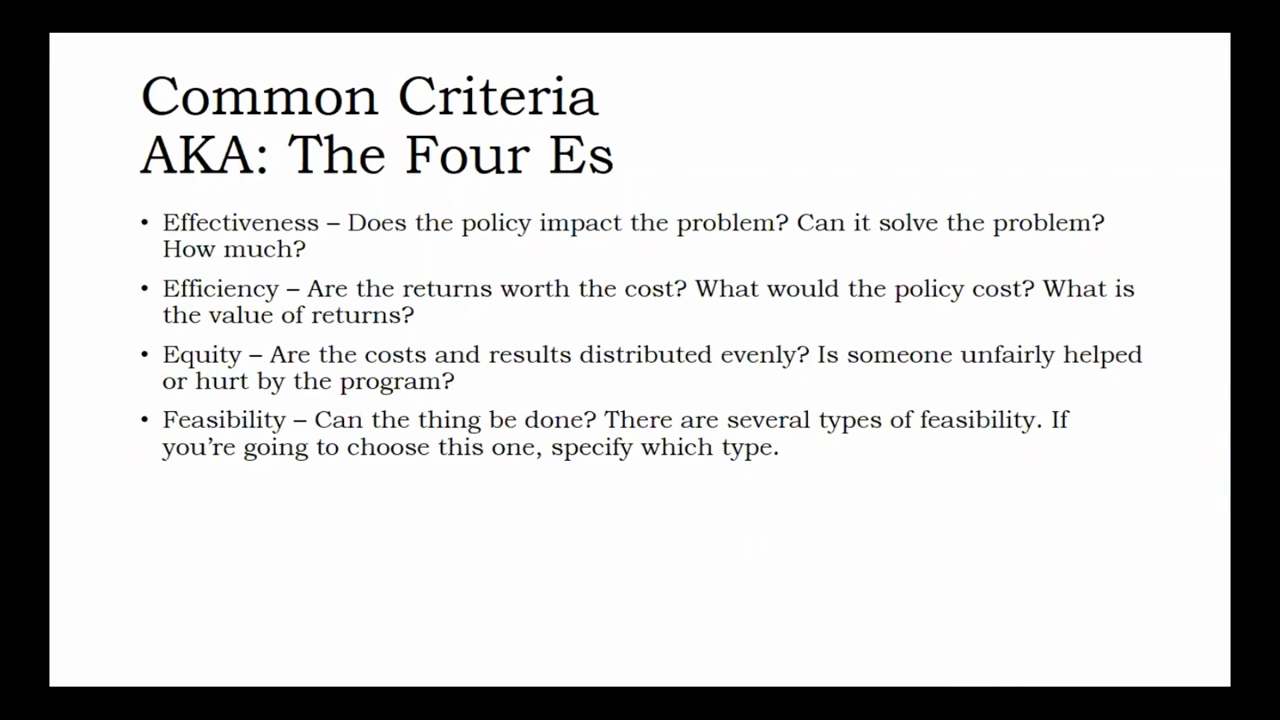 Common Criteria
AKA: The Four Es
• Effectiveness – Does the policy impact the problem? Can it solve the problem?
How much?
• Efficiency – Are the returns worth the cost? What would the policy cost? What is
the value of returns?
• Equity – Are the costs and results distributed evenly? Is someone unfairly helped
or hurt by the program?
• Feasibility – Can the thing be done? There are several types of feasibility. If
you’re going to choose this one, specify which type.